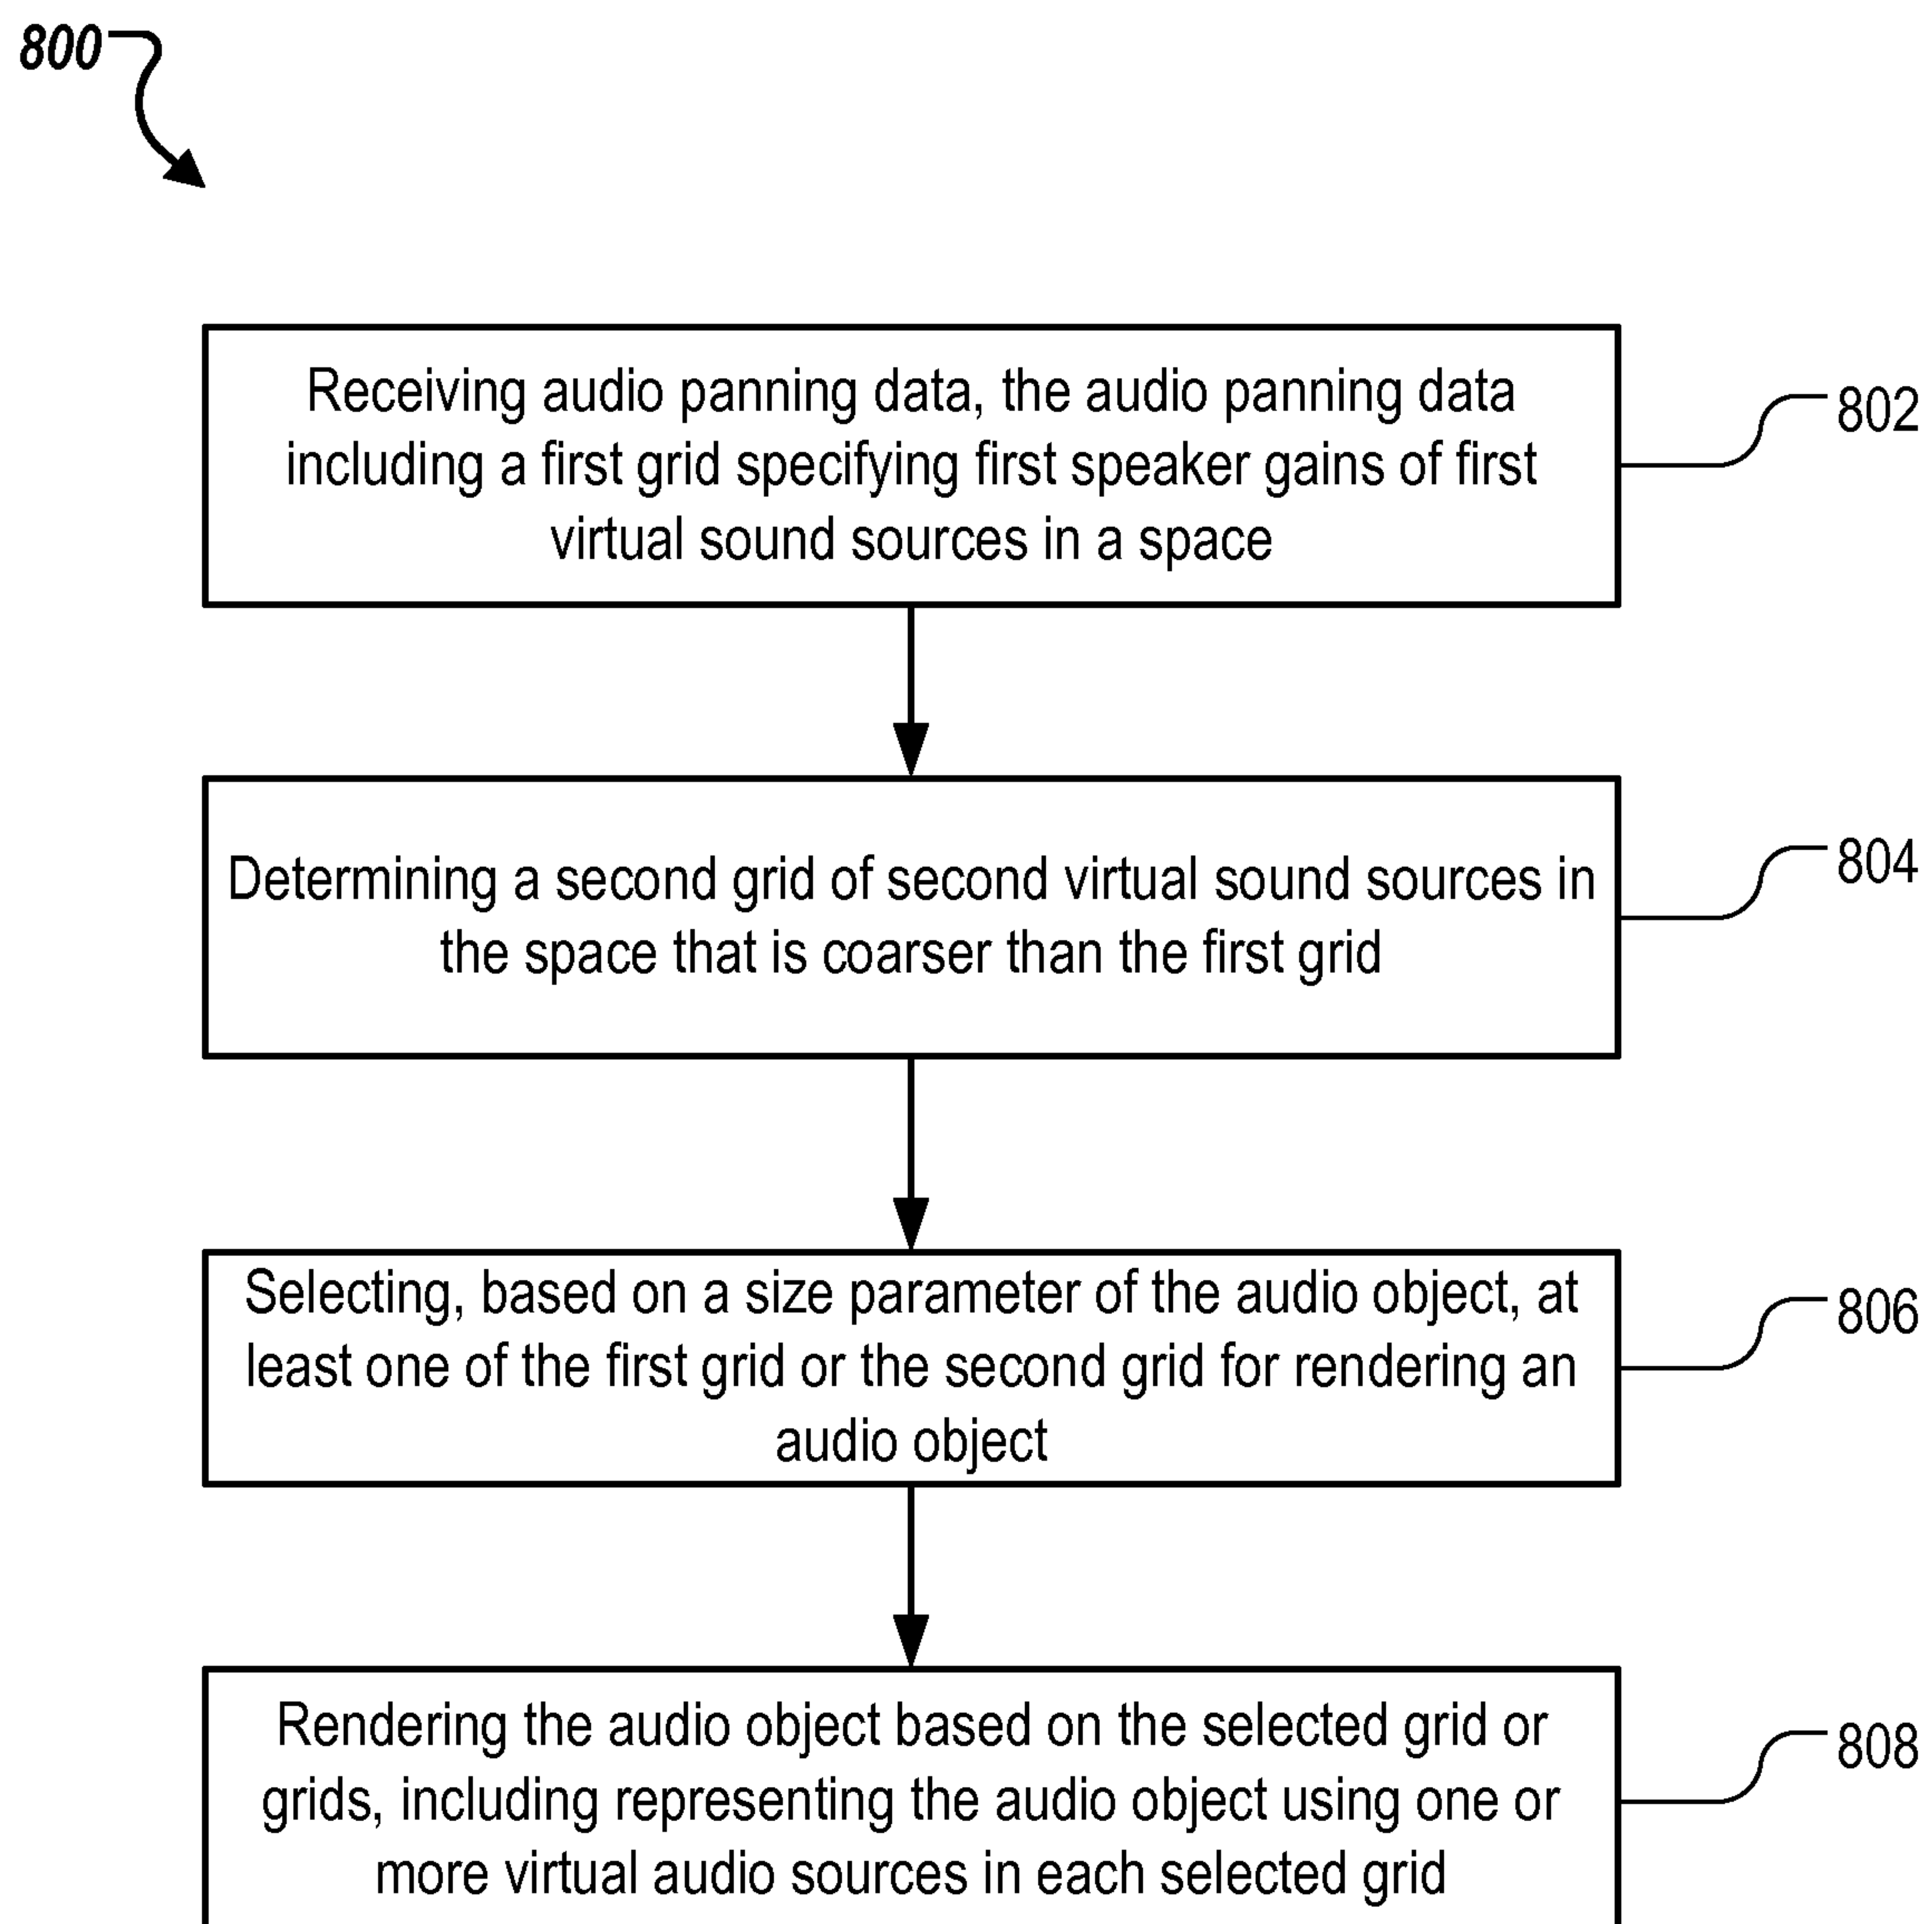 800
Receiving audio panning data, the audio panning data
including a first grid specifying first speaker gains of first
virtual sound sources in a space
802
Determining a second grid of second virtual sound sources in
the space that is coarser than the first grid
804
Selecting, based on a size parameter of the audio object, at
least one of the first grid or the second grid for rendering an
audio object
806
Rendering the audio object based on the selected grid or
grids, including representing the audio object using one or
more virtual audio sources in each selected grid
808